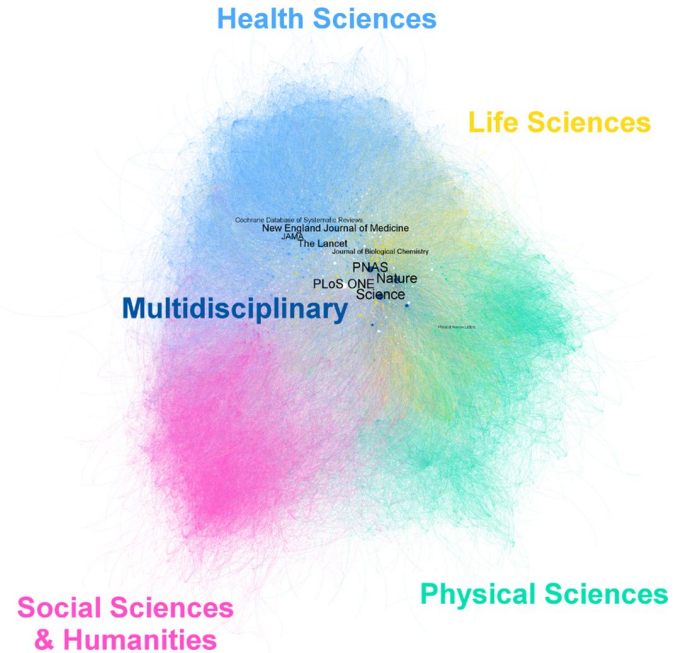 Health Sciences
Life Sciences
Cochrane Database of Systematic Reviews
New England Journal of Medicine
JAMA
The Lancet
Journal of Biological Chemistry
PNAS
Nature
PLoS ONE
Science
Multidisciplinary
Physical Sciences
Social Sciences
& Humanities